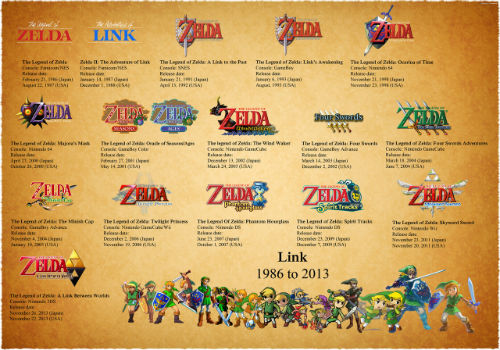 The Legend of
ZELDA
The Adventure of
LINK
ZELDA
ZELDA
ZELDA
The Legend of Zelda
Console: Famicom/NES
Release date:
February 21, 1986 (Japan)
August 22, 1987 (USA)
Zelda II: The Adventure of Link
Console: Famicom/NES
Release date:
January 14, 1987 (Japan)
December 1, 1988 (USA)
The Legend of Zelda: A Link to the Past
Console: SNES
Release date:
21, 1991 (Japan)
April 13, 1992 (USA)
The Legend of Zelda: Link's Awakening
Console: GameBoy
Release date:
6, 1993 (Japan)
August 6, 1993 (USA)
The Legend of Zelda: Ocarina of Time
Console: Nintendo 64
Release date:
November 21, 1998 (Japan)
November 23, 1998 (USA)
ZELDA
ZELDA
SEASONS
ZELDA
AGES
ZELDA
Four Swords
ZELDA
The Legend of Zelda: Majora's Mask
Console: Nintendo 64
Release date:
April 27, 2000 (Japan)
October 26, 2000 (USA)
The Legend of Zelda: Oracle of Season/Ages
Console: GameBoy Color
Release date:
February 27, 2001 (Japan)
May 14, 2001 (USA)
The Legend of Zelda: The Wind Waker
Console: Nintendo GameCube
Release date:
December 13, 2002 (Japan)
March 24, 2003 (USA)
The Legend of Zelda: Four Swords
Console: GameBoy Advance
Release date:
March 14, 2003 (Japan)
December 2, 2002 (USA)
The Legend of Zelda: Four Swords Adventures
Console: Nintendo GameCube
Release date:
March 18, 2004 (Japan)
June 7, 2004 (USA)
ZELDA
ZELDA
ZELDA
Phantom Hourglass
ZELDA
Spirit Tracks
ZELDA
Skyward Sword
The Legend of Zelda: The Minish Cap
Console: GameBoy Advance
Release date:
November 4, 2004 (Japan)
January 10, 2005 (USA)
The Legend of Zelda: Twilight Princess
Console: Nintendo GameCube/Wii
Release date:
December 2, 2006 (Japan)
November 19, 2006 (USA)
The Legend of Zelda: Phantom Hourglass
Console: Nintendo DS
Release date:
June 23, 2007 (Japan)
October 1, 2007 (USA)
The Legend of Zelda: Spirit Tracks
Console: Nintendo DS
Release date:
December 23, 2009 (Japan)
December 7, 2009 (USA)
The Legend of Zelda: Skyward Sword
Console: Nintendo Wii
Release date:
November 23, 2011 (Japan)
November 20, 2011 (USA)
ZELDA
The Legend of Zelda: A Link Between Worlds
Console: Nintendo 3DS
Release date:
2013 (Japan)
November 22, 2013 (USA)
Link
1986 to 2013